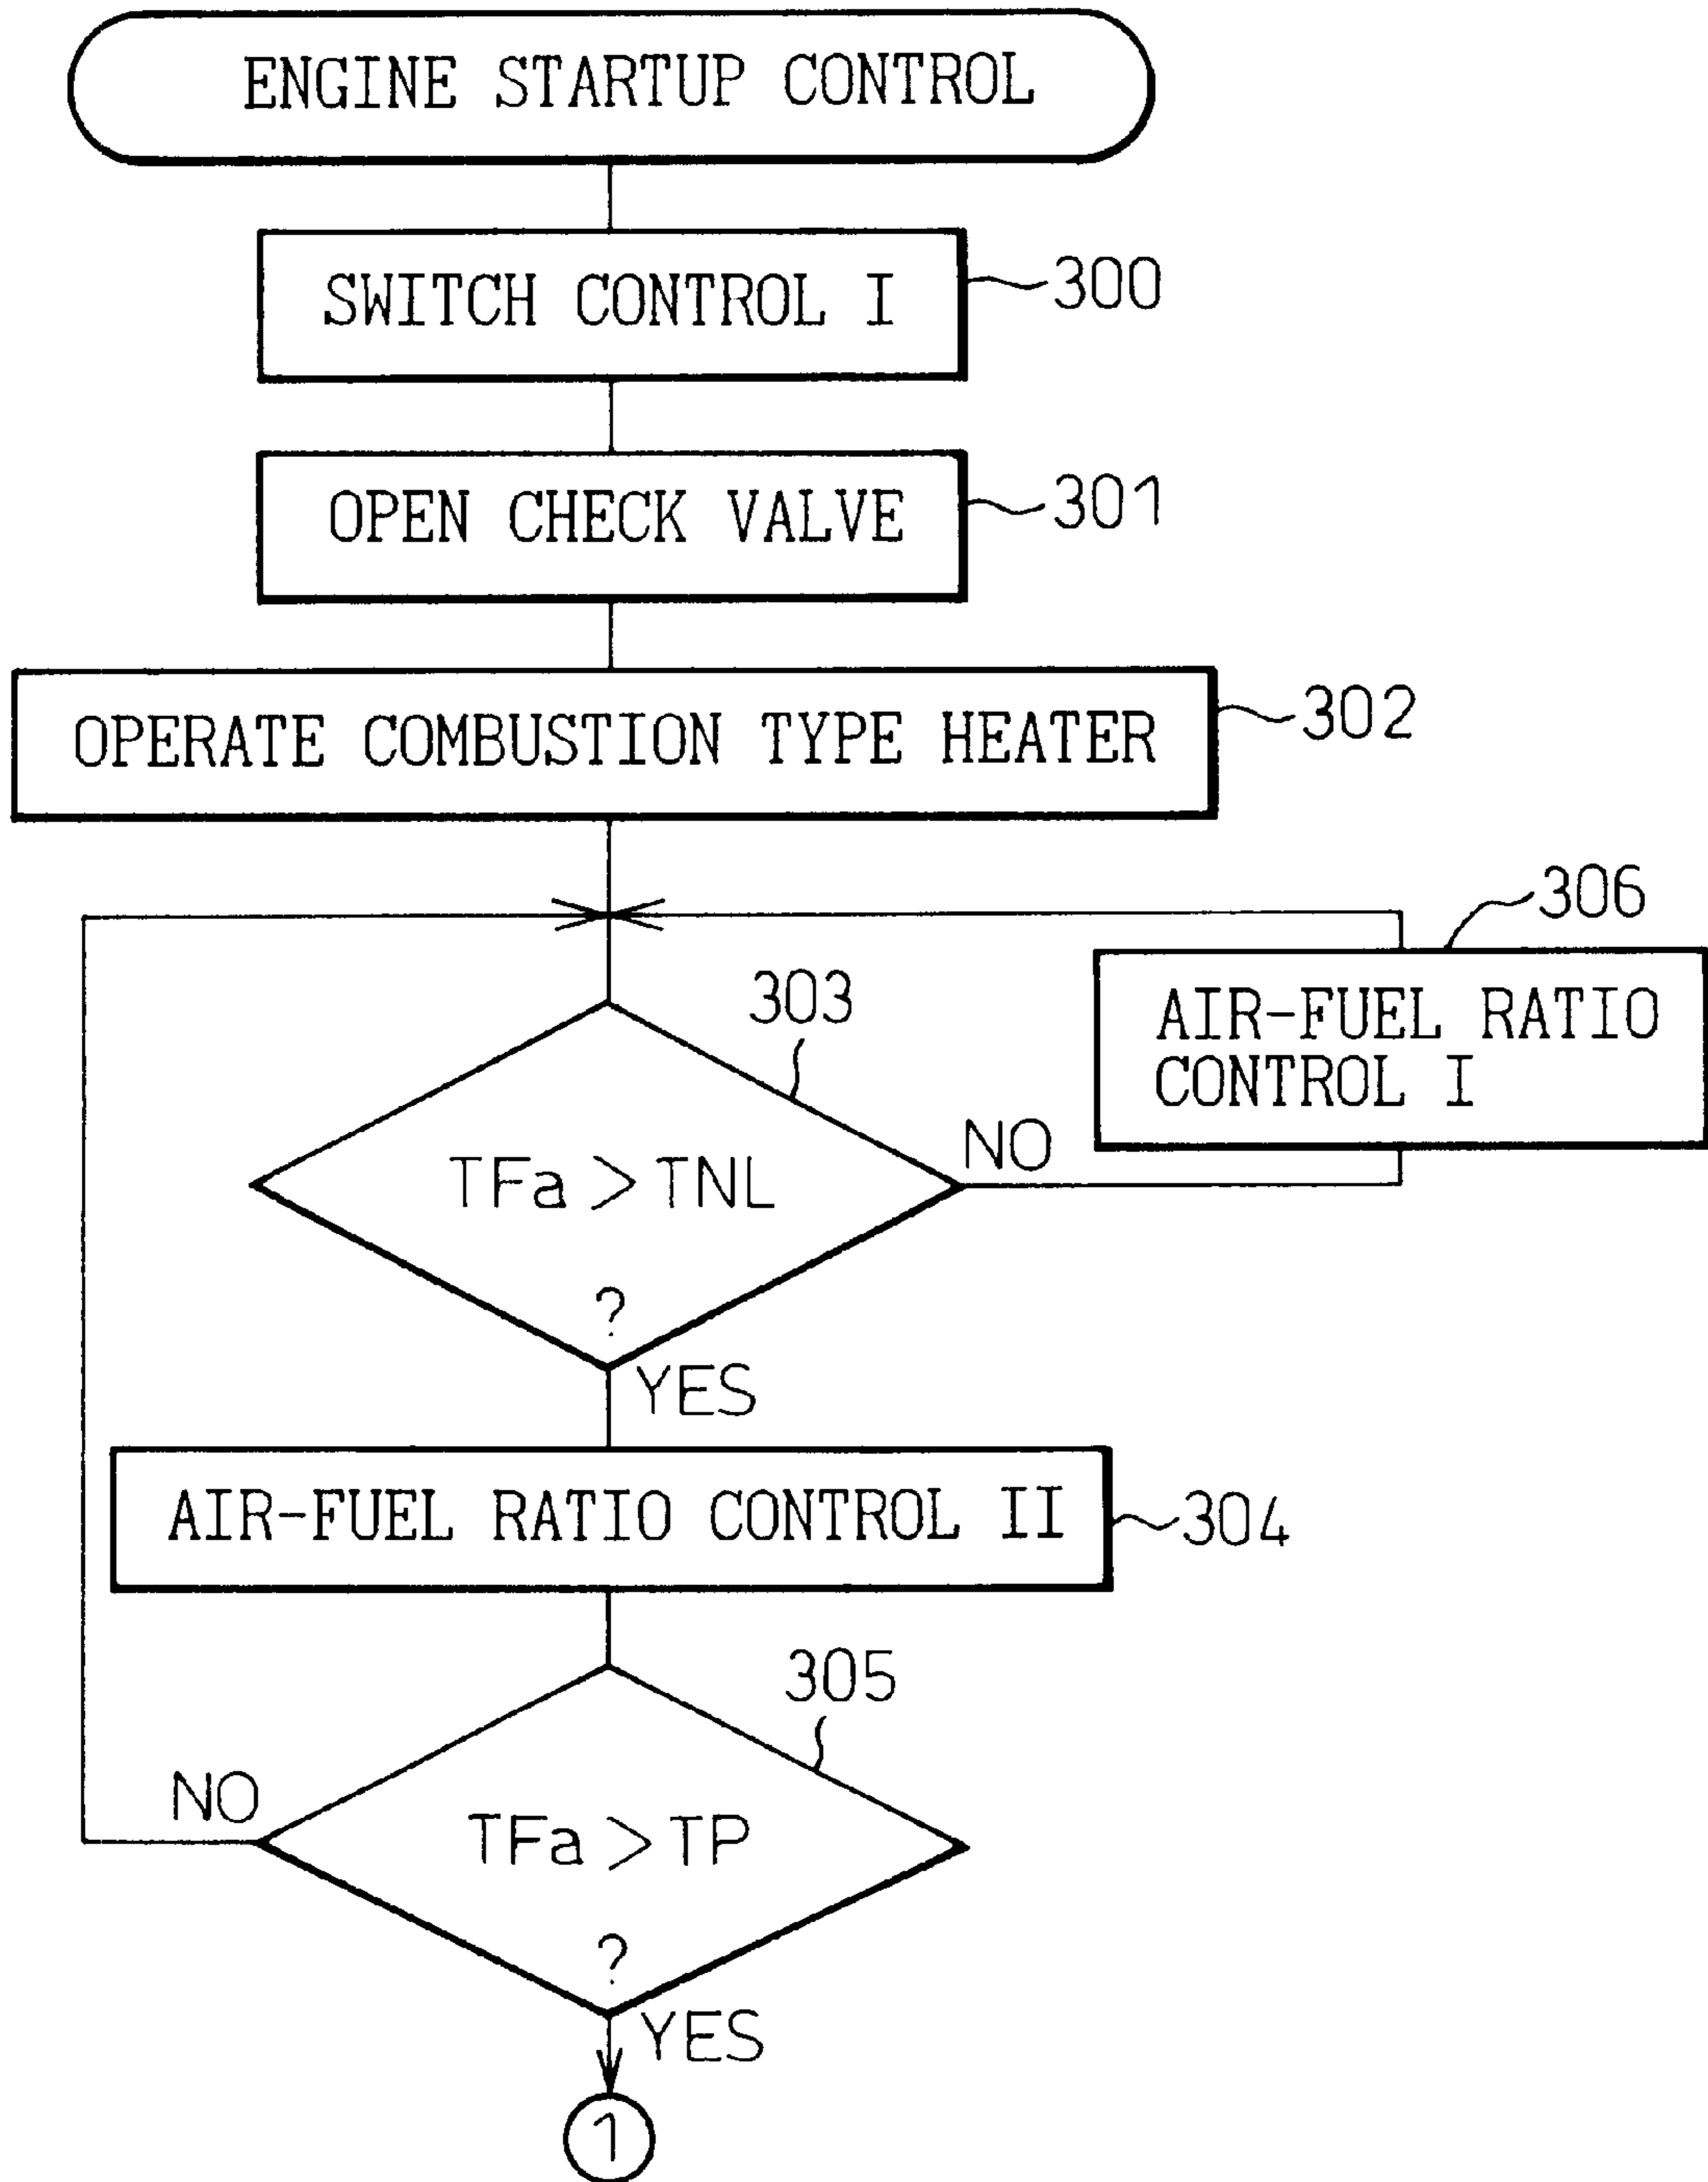 ENGINE STARTUP CONTROL
SWITCH CONTROL I
300
OPEN CHECK VALVE
301
OPERATE COMBUSTION TYPE HEATER
302
306
AIR-FUEL RATIO
CONTROL I
303
TFa > TNL
?
NO
YES
AIR-FUEL RATIO CONTROL II
304
305
NO
TFa > TP
?
YES
1